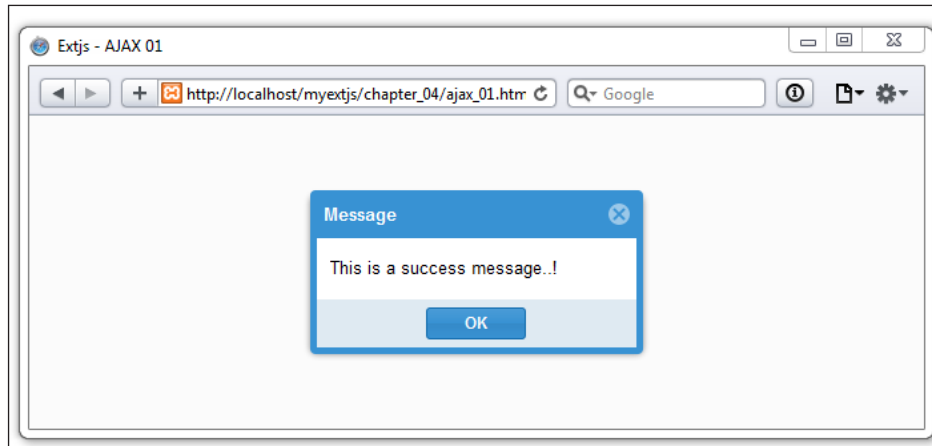 Extjs - AJAX 01
http://localhost/myextjs/chapter_04/ajax_01.htm
Google
Message
This is a success message..!
OK